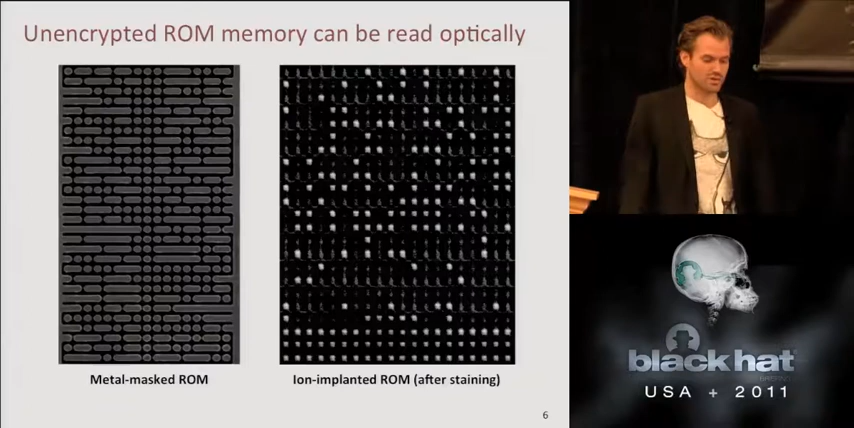 Unencrypted ROM memory can be read optically
Metal-masked ROM
Ion-implanted ROM (after staining)
6
black hat
USA + 2011